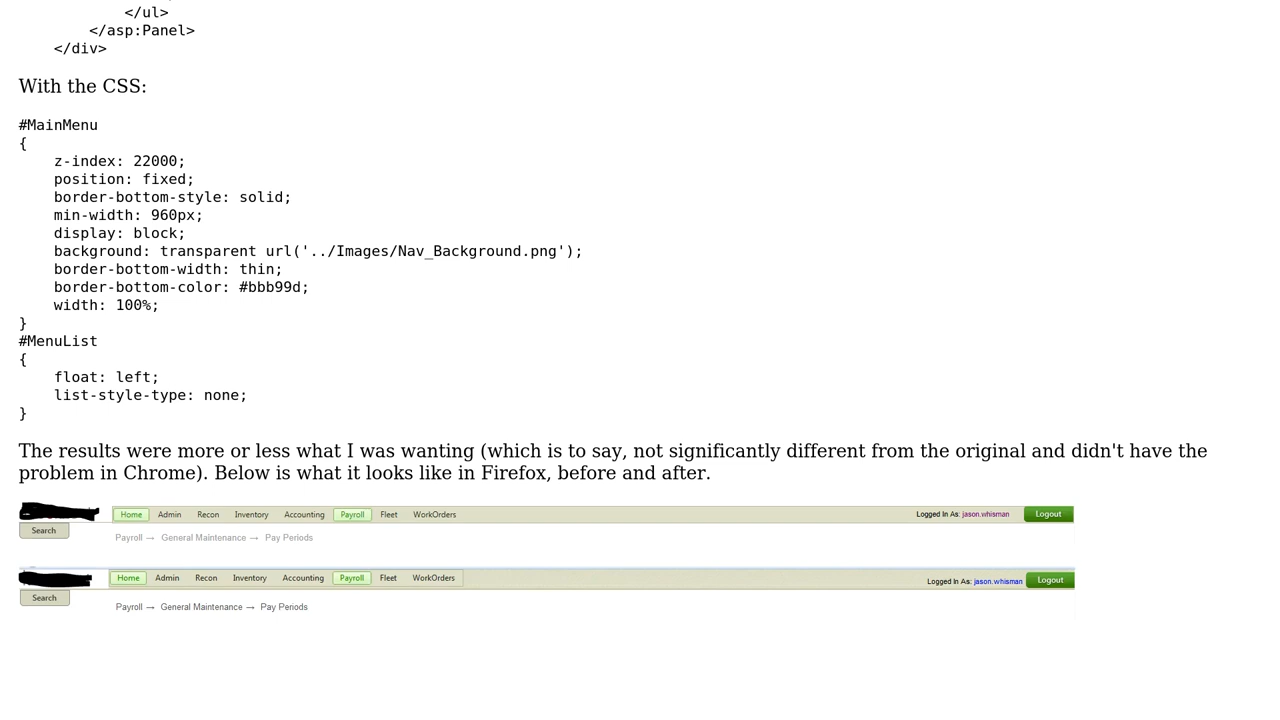 </ul>
</asp:Panel>
</div>
With the CSS:
#MainMenu
{
z-index: 22000;
position: fixed;
border-bottom-style: solid;
min-width: 960px;
display: block;
background: transparent url('../Images/Nav_Background.png');
border-bottom-width: thin;
border-bottom-color: #bbb99d;
width: 100%;
}
#MenuList
{
float: left;
list-style-type: none;
}
The results were more or less what I was wanting (which is to say, not significantly different from the original and didn't have the
problem in Chrome). Below is what it looks like in Firefox, before and after.
Home Admin Recon Inventory Accounting Payroll Fleet WorkOrders Logged In As: jason.whisman Logout
Search
Payroll → General Maintenance → Pay Periods
Home Admin Recon Inventory Accounting Payroll Fleet WorkOrders Logged In As: jason.whisman Logout
Search
Payroll → General Maintenance → Pay Periods